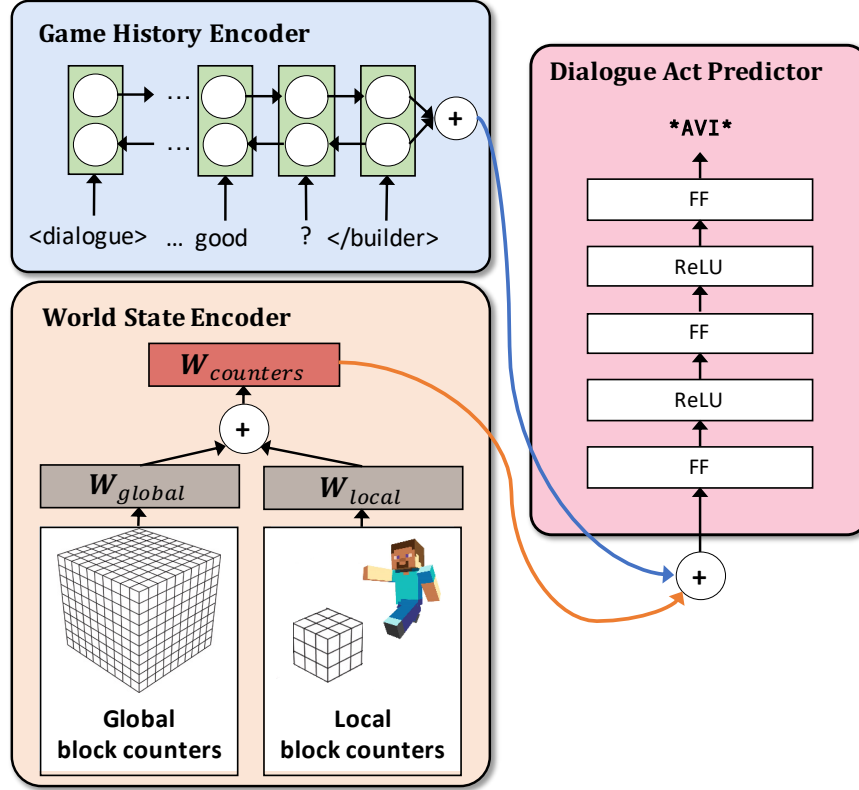 Game History Encoder
...
...
+
<dialogue> ... good ? </builder>
World State Encoder
W_counters
+
W_global
W_local
Global
block counters
Local
block counters
Dialogue Act Predictor
*AVI*
FF
ReLU
FF
ReLU
FF
+